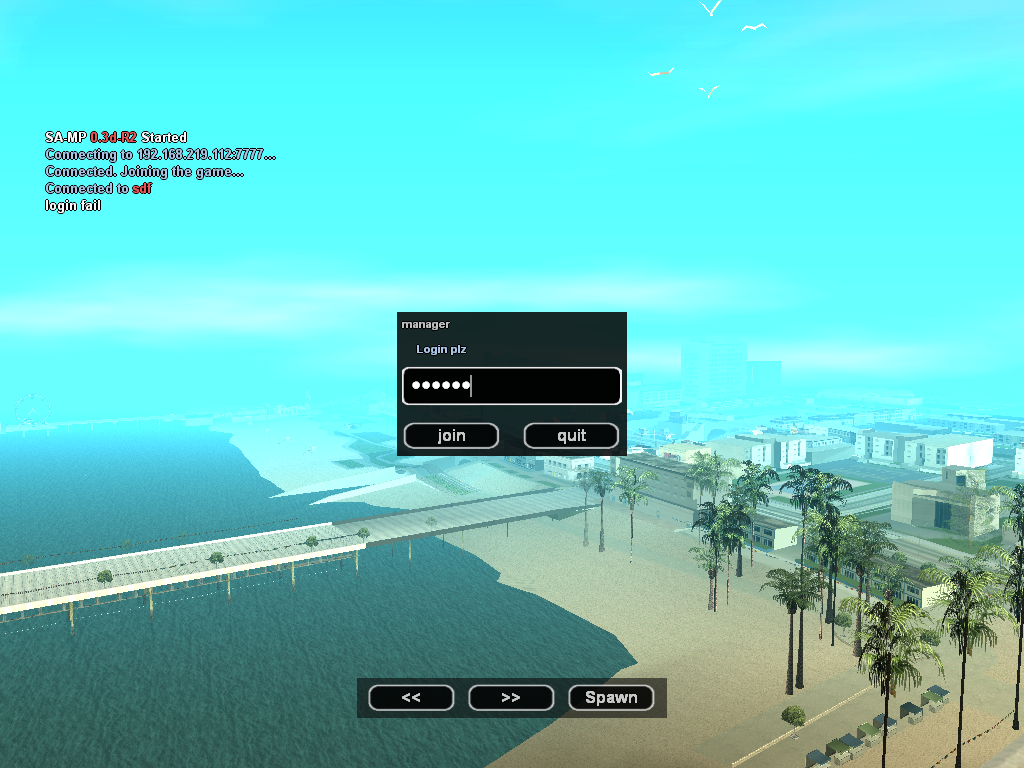 SA-MP 0.3d-R2 Started
Connecting to 192.168.219.112:7777...
Connected. Joining the game...
Connected to sdf
login fail
manager
Login plz
●●●●●●
join quit
<< >> Spawn